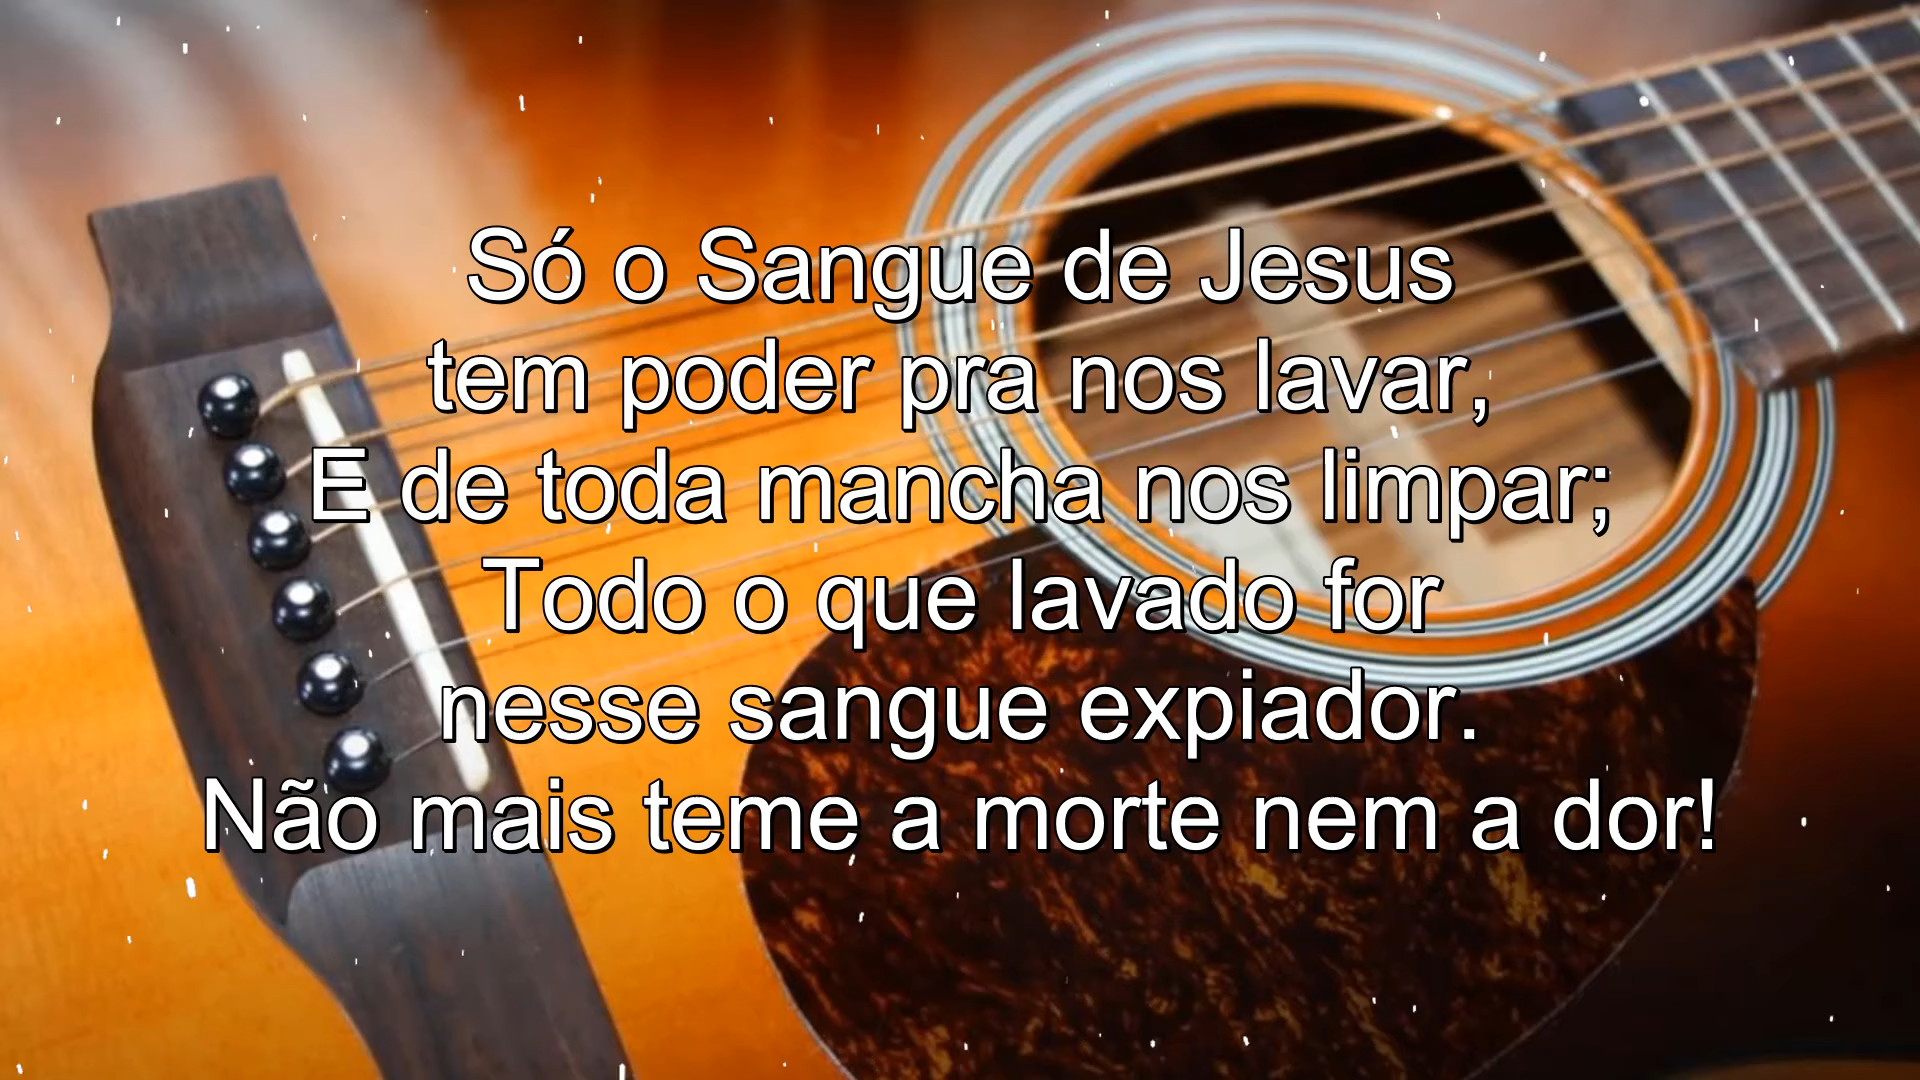 Só o Sangue de Jesus
tem poder pra nos lavar,
E de toda mancha nos limpar;
Todo o que lavado for
nesse sangue expiador.
Não mais teme a morte nem a dor!